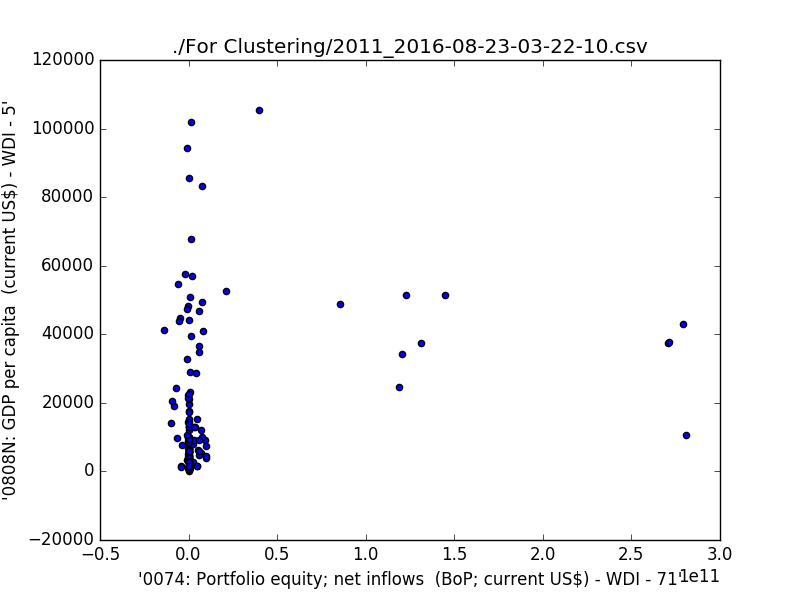 ./For Clustering/2011_2016-08-23-03-22-10.csv
120000
100000
80000
60000
40000
20000
0
−20000
'0808N: GDP per capita  (current US$) - WDI - 5'
−0.5 0.0 0.5 1.0 1.5 2.0 2.5 3.0
1e11
'0074: Portfolio equity; net inflows  (BoP; current US$) - WDI - 71'